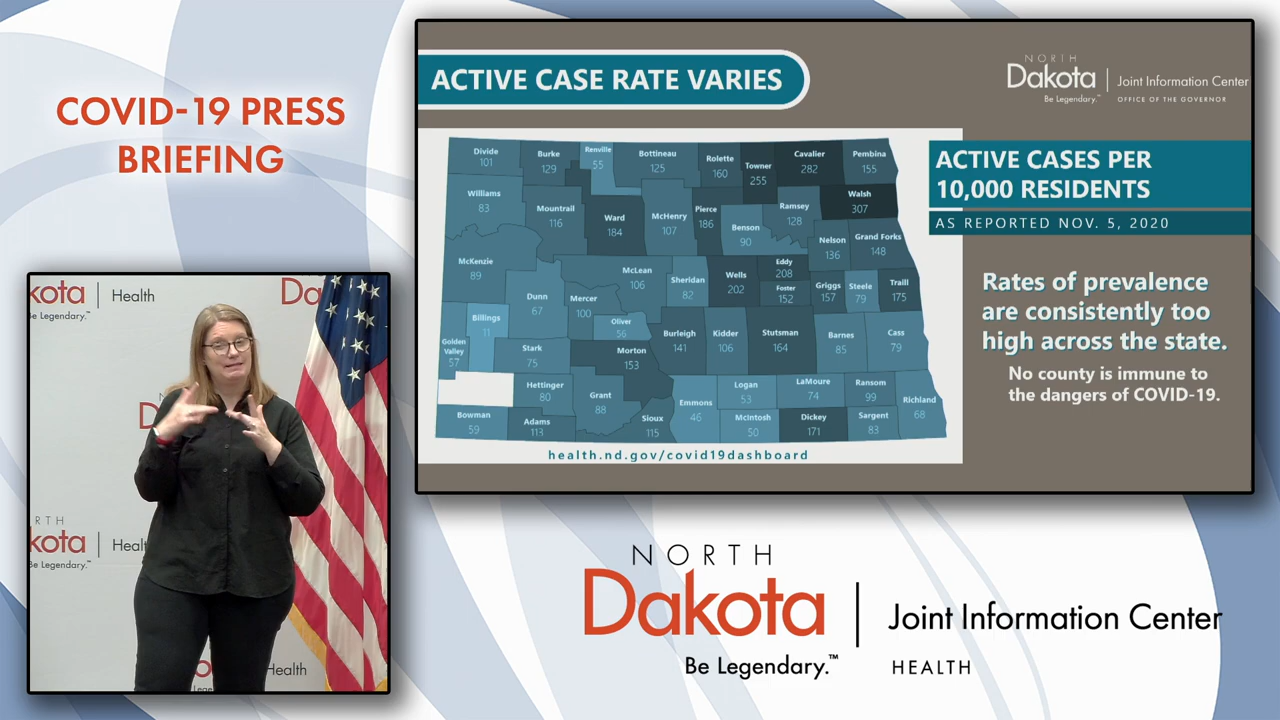 COVID-19 PRESS
BRIEFING
ACTIVE CASE RATE VARIES
NORTH
Dakota | Joint Information Center
Be Legendary.™ OFFICE OF THE GOVERNOR
ACTIVE CASES PER
10,000 RESIDENTS
AS REPORTED NOV. 5, 2020
Rates of prevalence
are consistently too
high across the state.
No county is immune to
the dangers of COVID-19.
Divide
101
Burke
129
Renville
55
Bottineau
125
Rolette
160
Towner
255
Cavalier
282
Pembina
155
Williams
83
Mountrail
116
Ward
184
McHenry
107
Pierce
186
Benson
90
Ramsey
128
Walsh
307
Nelson
136
Grand Forks
148
McKenzie
89
Dunn
67
Mercer
100
McLean
106
Sheridan
82
Wells
202
Eddy
208
Foster
152
Griggs
157
Steele
79
Traill
175
Golden
Valley
57
Billings
11
Stark
75
Oliver
56
Morton
153
Burleigh
141
Kidder
106
Stutsman
164
Barnes
85
Cass
79
Bowman
59
Hettinger
80
Adams
113
Grant
88
Sioux
115
Emmons
46
Logan
53
McIntosh
50
LaMoure
74
Dickey
171
Ransom
99
Sargent
83
Richland
68
health.nd.gov/covid19dashboard
kota | Health
Be Legendary.™
Da
D
RTH
kota | Healt
Be Legendary.™
Health
NORTH
Dakota | Joint Information Center
Be Legendary.™ HEALTH